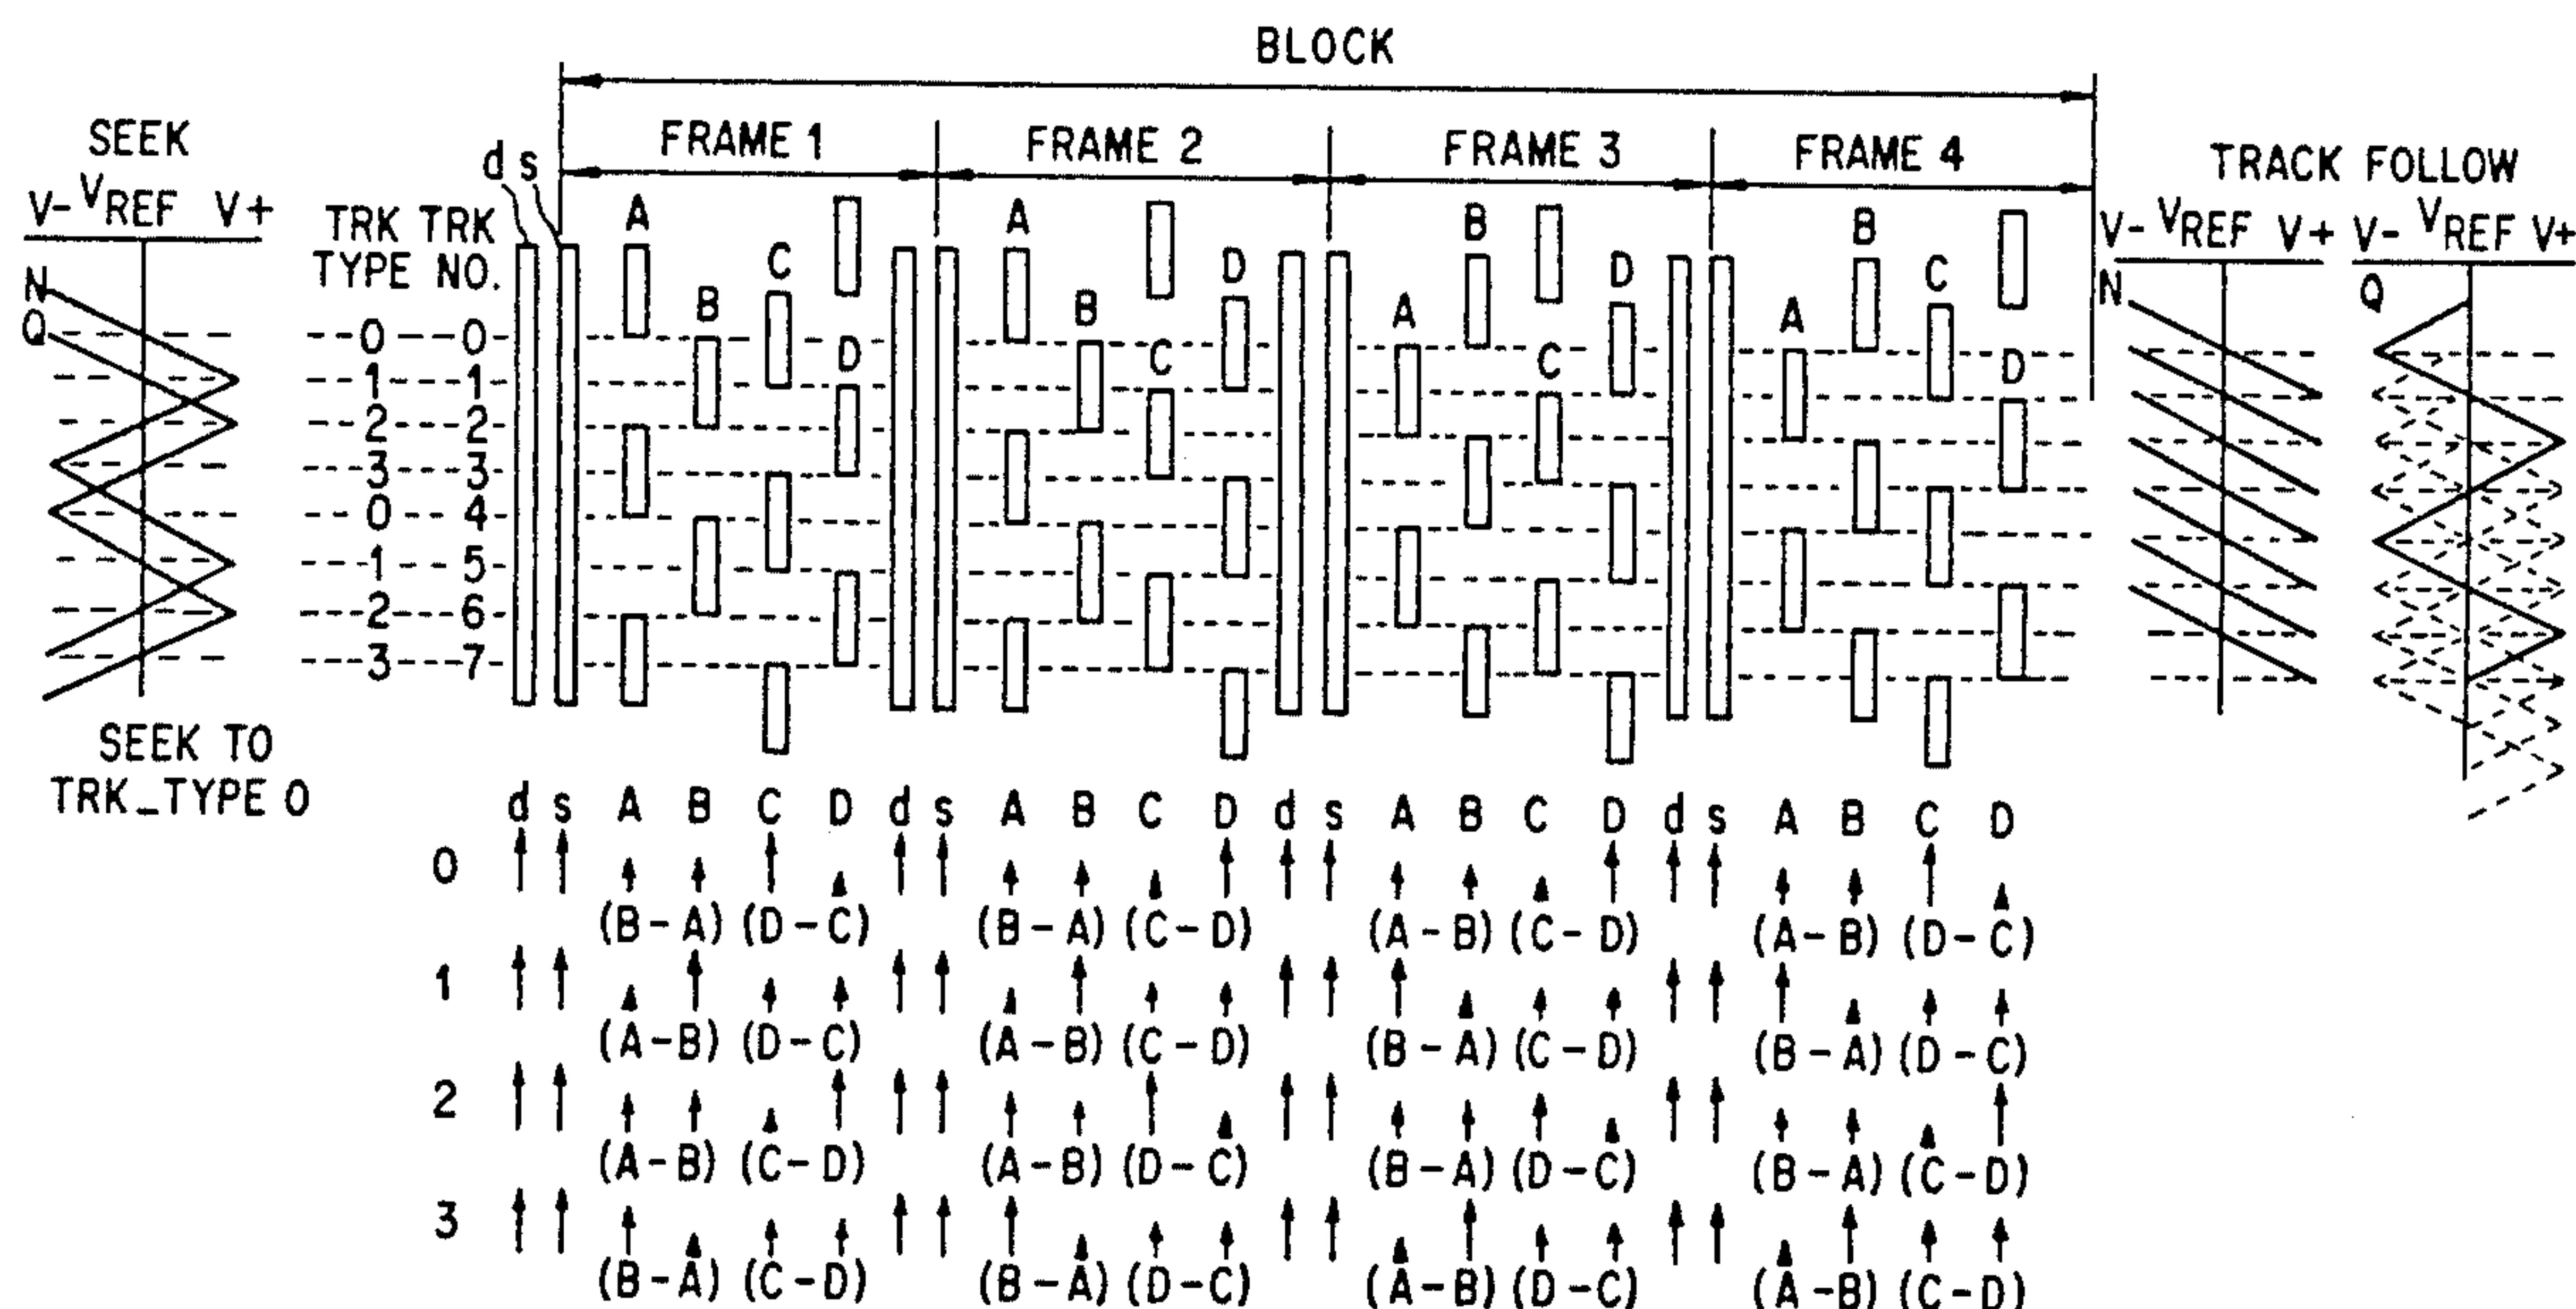 BLOCK
SEEK
d s
FRAME 1 FRAME 2 FRAME 3 FRAME 4
TRACK FOLLOW
V- VREF V+
TRK TRK
TYPE NO.
A C B D
A B D C
B D A C
B C A D
V- VREF V+ V- VREF V+
N
Q
N Q
0 0
1 1
2 2
3 3
0 4
1 5
2 6
3 7
SEEK TO
TRK_TYPE 0
d s A B C D d s A B C D d s A B C D d s A B C D
0
(B-A) (D-C) (B-A) (C-D) (A-B) (C-D) (A-B) (D-C)
1
(A-B) (D-C) (A-B) (C-D) (B-A) (C-D) (B-A) (D-C)
2
(A-B) (C-D) (A-B) (D-C) (B-A) (D-C) (B-A) (C-D)
3
(B-A) (C-D) (B-A) (D-C) (A-B) (D-C) (A-B) (C-D)